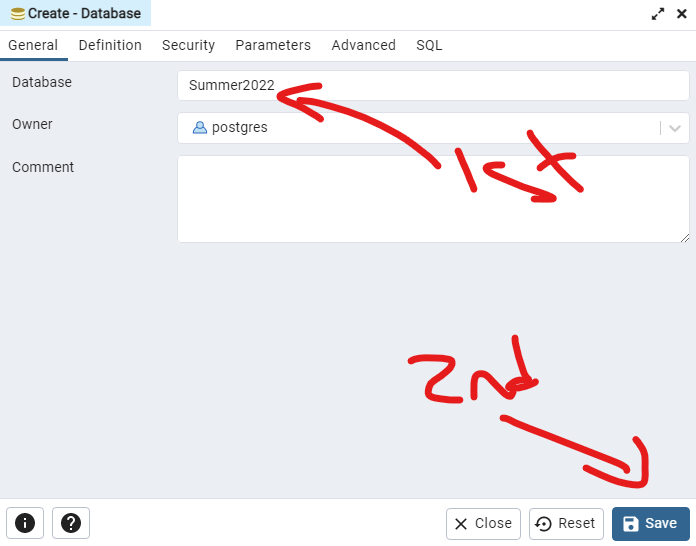 Create - Database
General Definition Security Parameters Advanced SQL
Database Summer2022
Owner postgres
Comment
1st
2nd
Close Reset Save